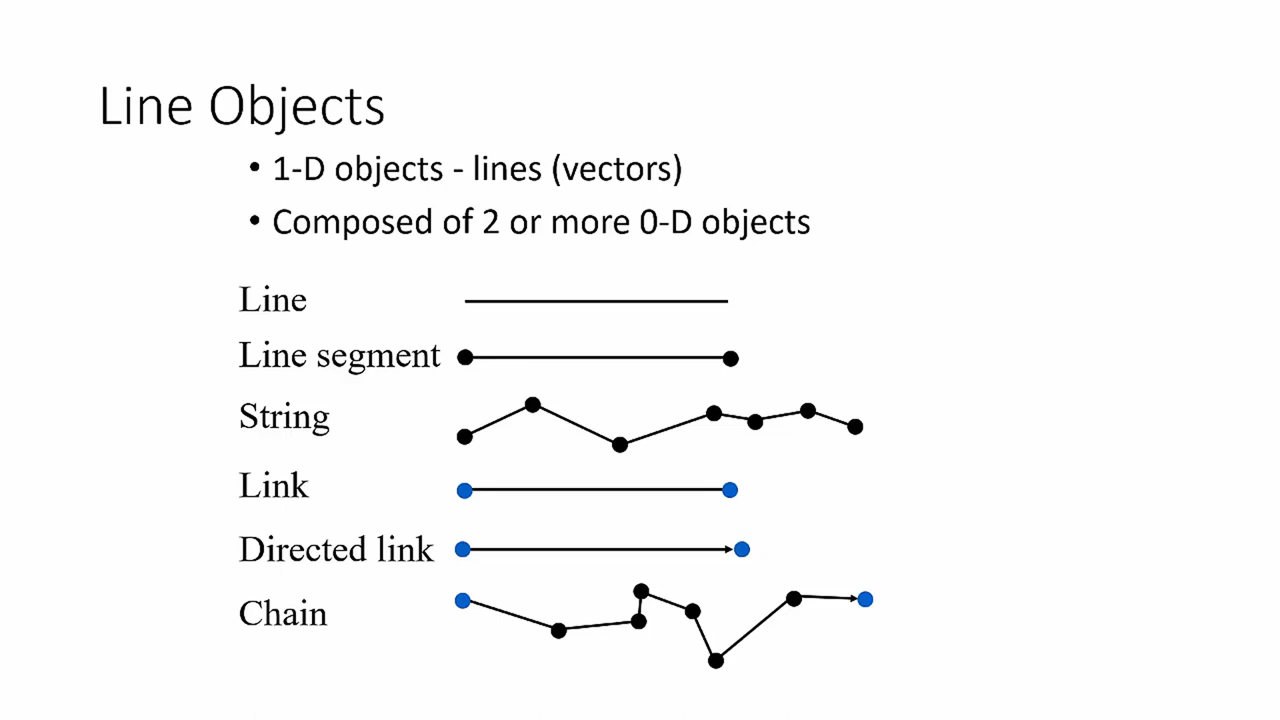 Line Objects
• 1-D objects - lines (vectors)
• Composed of 2 or more 0-D objects
Line
Line segment
String
Link
Directed link
Chain